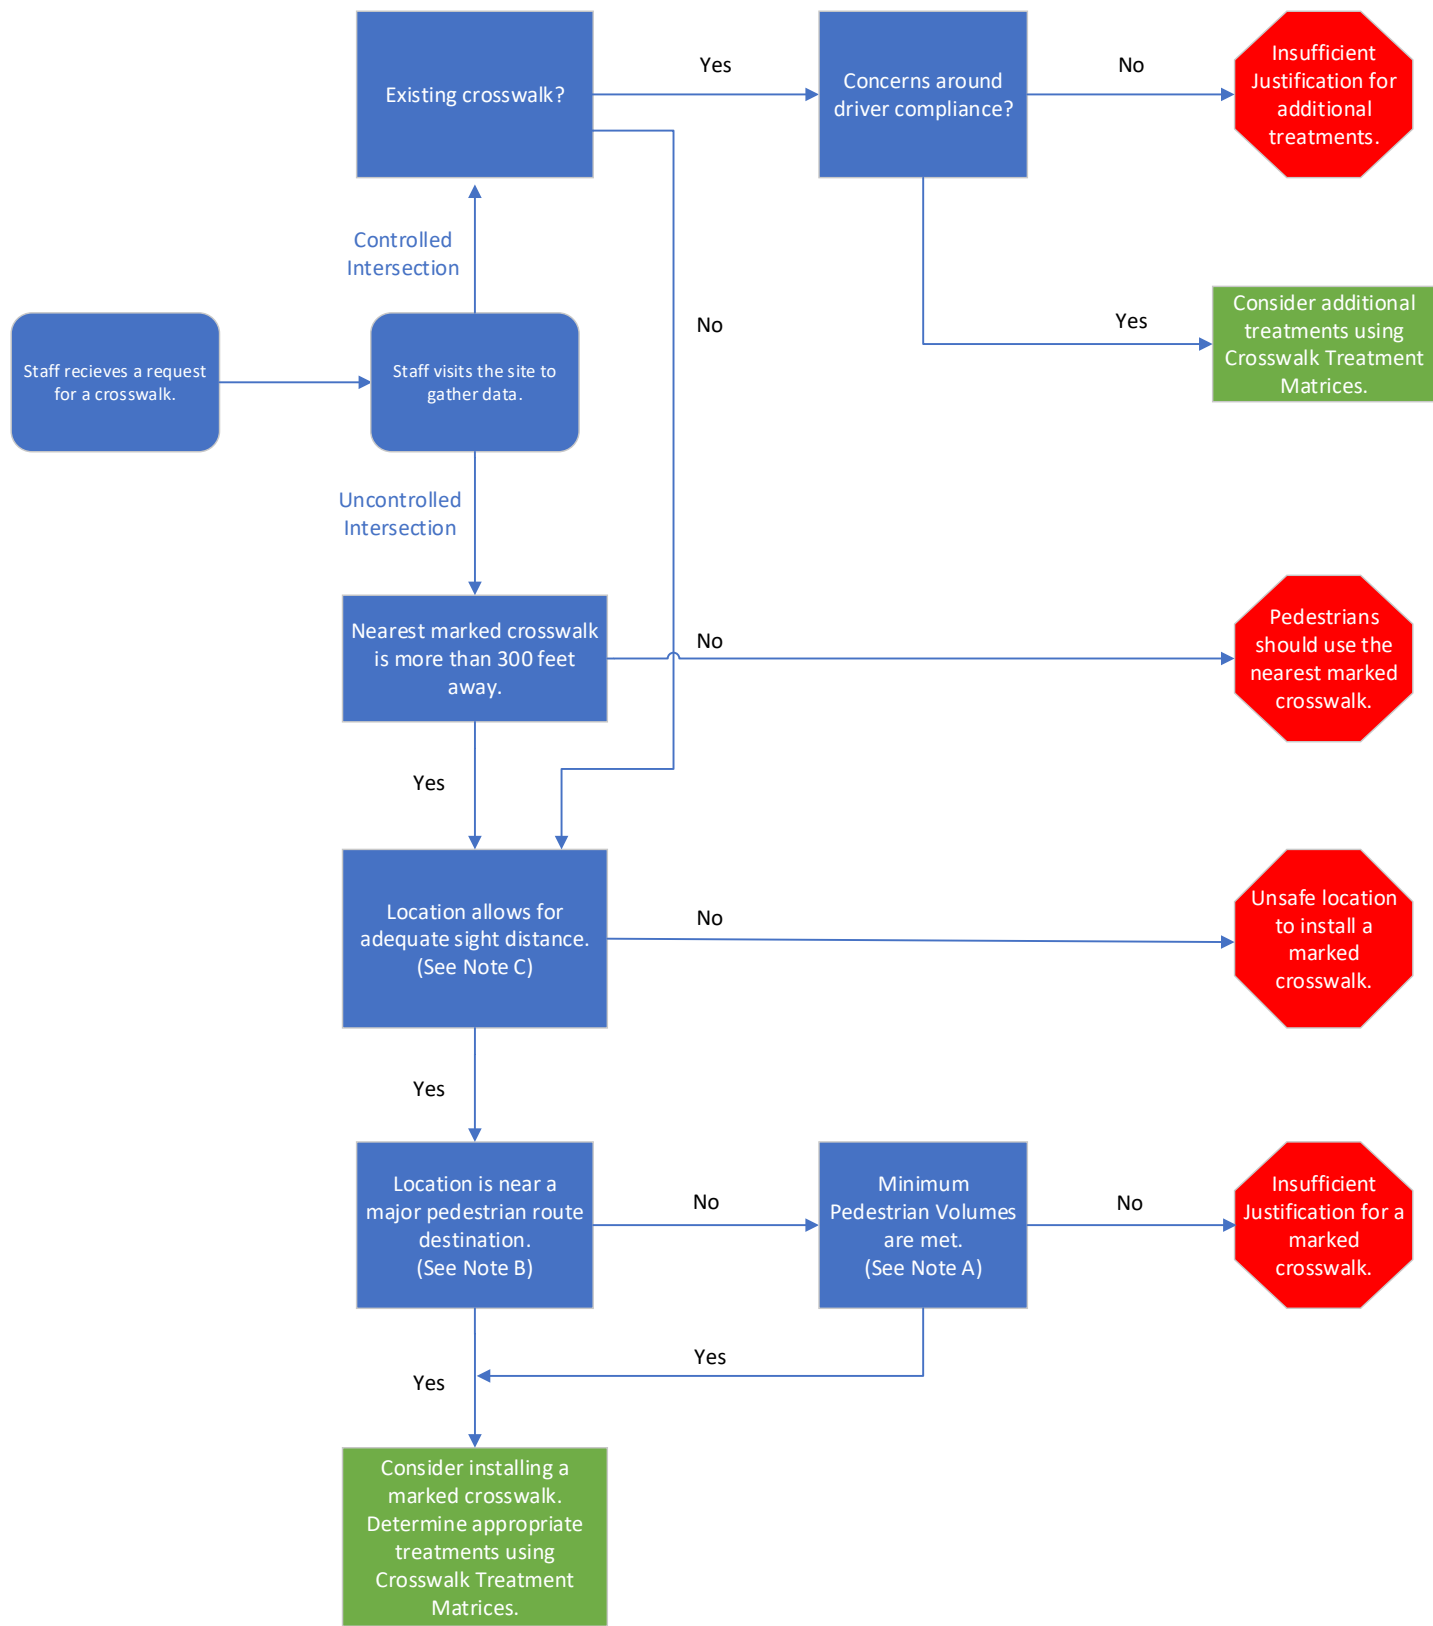 Existing crosswalk?
Yes
Concerns around
driver compliance?
No
Insufficient
Justification for
additional
treatments.
Controlled
Intersection
No
Yes
Consider additional
treatments using
Crosswalk Treatment
Matrices.
Staff recieves a request
for a crosswalk.
Staff visits the site to
gather data.
Uncontrolled
Intersection
Nearest marked crosswalk
is more than 300 feet
away.
No
Pedestrians
should use the
nearest marked
crosswalk.
Yes
Location allows for
adequate sight distance.
(See Note C)
No
Unsafe location
to install a
marked
crosswalk.
Yes
Location is near a
major pedestrian route
destination.
(See Note B)
No
Minimum
Pedestrian Volumes
are met.
(See Note A)
No
Insufficient
Justification for a
marked
crosswalk.
Yes
Yes
Consider installing a
marked crosswalk.
Determine appropriate
treatments using
Crosswalk Treatment
Matrices.